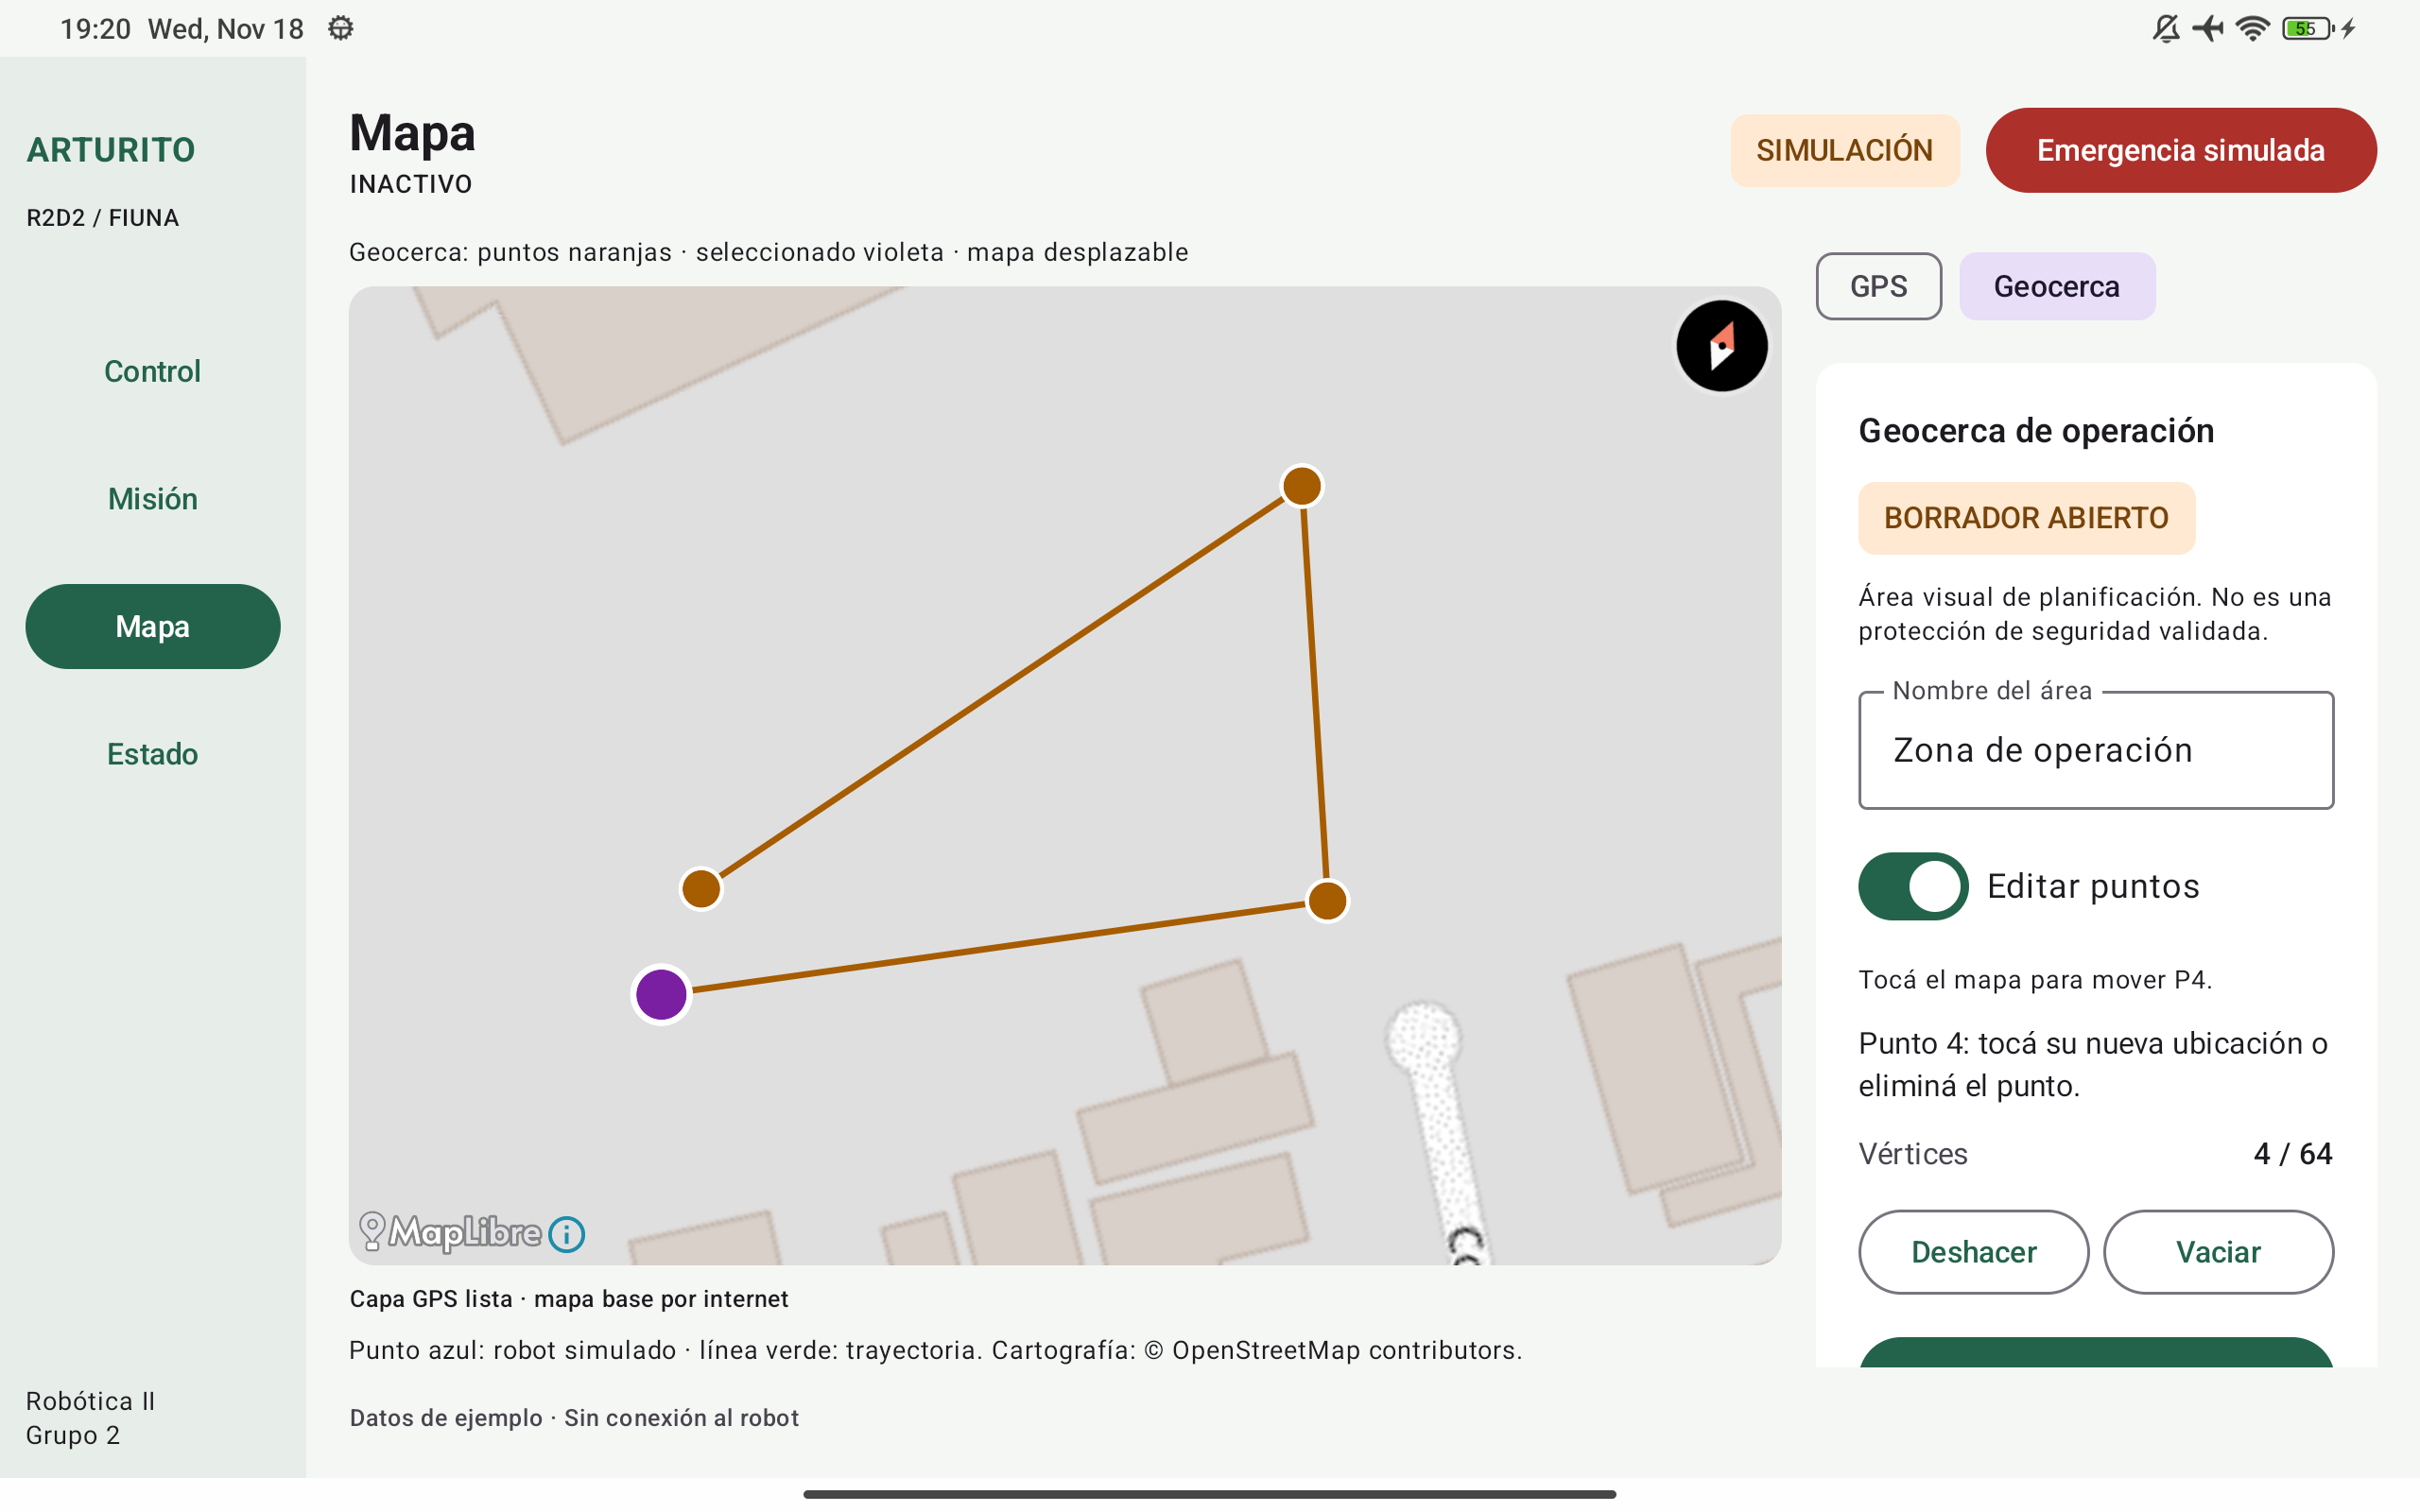 19:20 Wed, Nov 18
55
ARTURITO
R2D2 / FIUNA
Control
Misión
Mapa
Estado
Robótica II
Grupo 2
Mapa
INACTIVO
SIMULACIÓN
Emergencia simulada
Geocerca: puntos naranjas · seleccionado violeta · mapa desplazable
MapLibre
Capa GPS lista · mapa base por internet
Punto azul: robot simulado · línea verde: trayectoria. Cartografía: © OpenStreetMap contributors.
Datos de ejemplo · Sin conexión al robot
GPS
Geocerca
Geocerca de operación
BORRADOR ABIERTO
Área visual de planificación. No es una
protección de seguridad validada.
Nombre del área
Zona de operación
Editar puntos
Tocá el mapa para mover P4.
Punto 4: tocá su nueva ubicación o
eliminá el punto.
Vértices 4 / 64
Deshacer
Vaciar